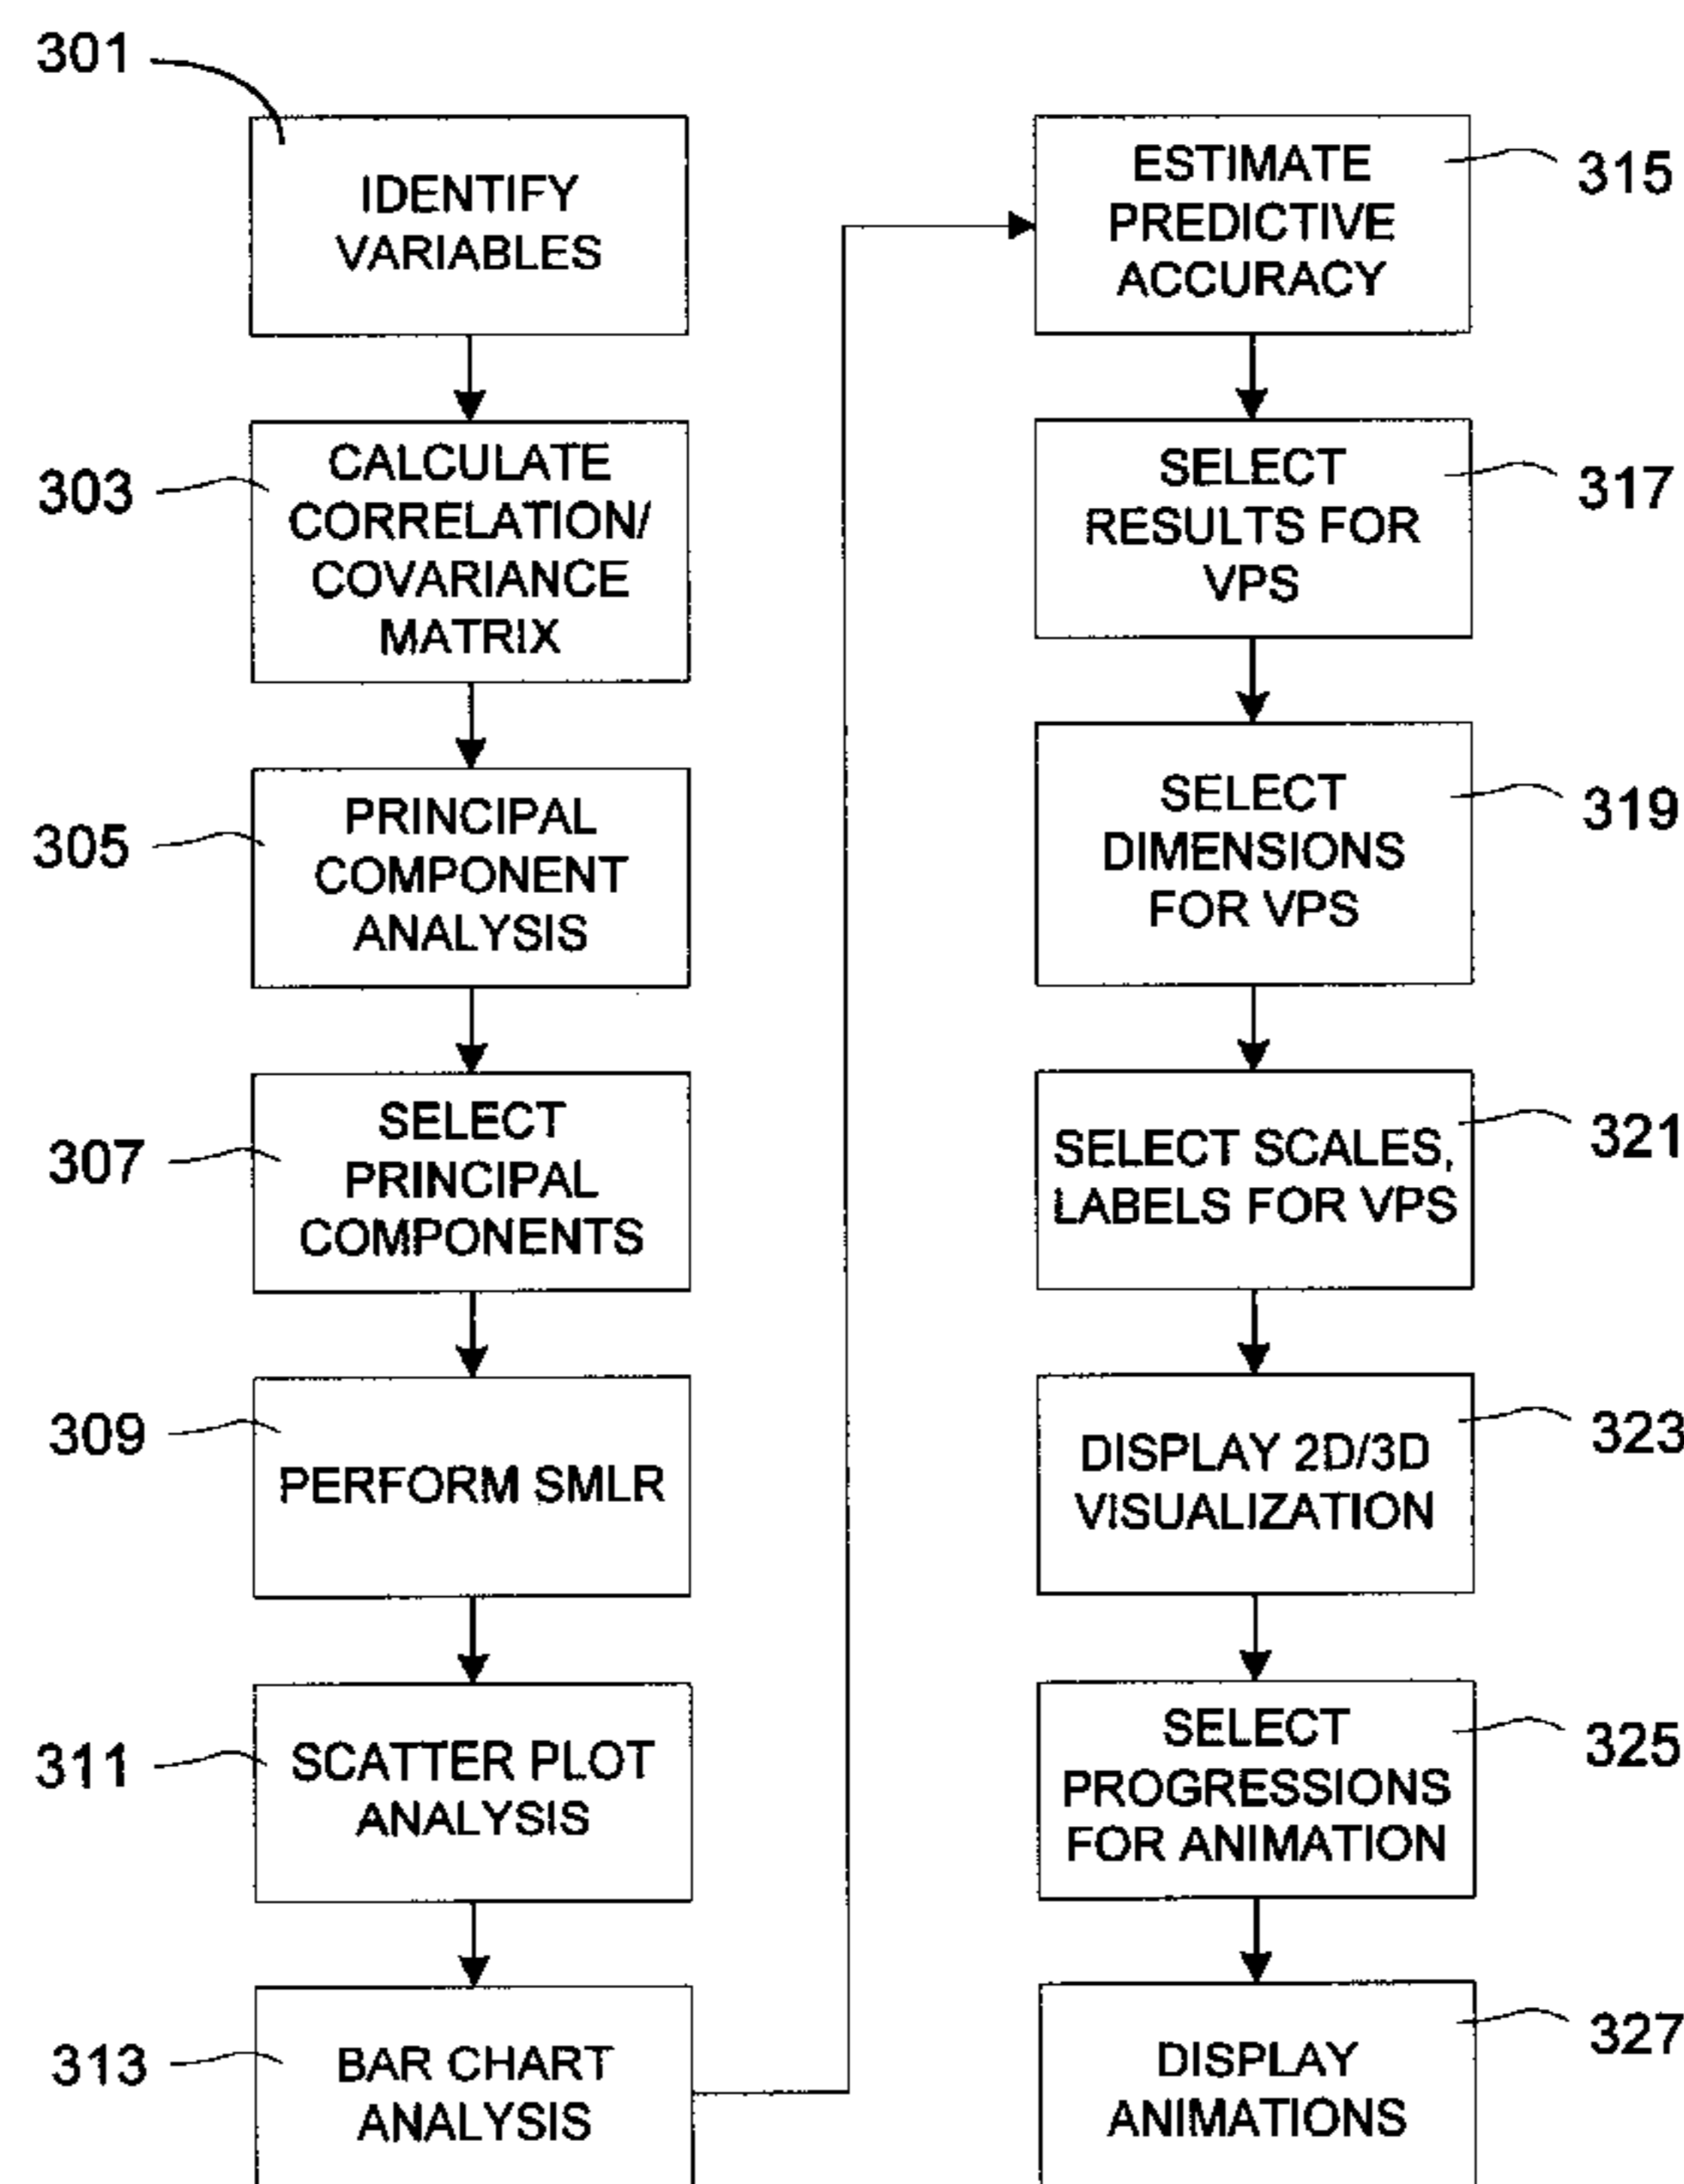 301
IDENTIFY
VARIABLES
303
CALCULATE
CORRELATION/
COVARIANCE
MATRIX
305
PRINCIPAL
COMPONENT
ANALYSIS
307
SELECT
PRINCIPAL
COMPONENTS
309
PERFORM SMLR
311
SCATTER PLOT
ANALYSIS
313
BAR CHART
ANALYSIS
315
ESTIMATE
PREDICTIVE
ACCURACY
317
SELECT
RESULTS FOR
VPS
319
SELECT
DIMENSIONS
FOR VPS
321
SELECT SCALES,
LABELS FOR VPS
323
DISPLAY 2D/3D
VISUALIZATION
325
SELECT
PROGRESSIONS
FOR ANIMATION
327
DISPLAY
ANIMATIONS